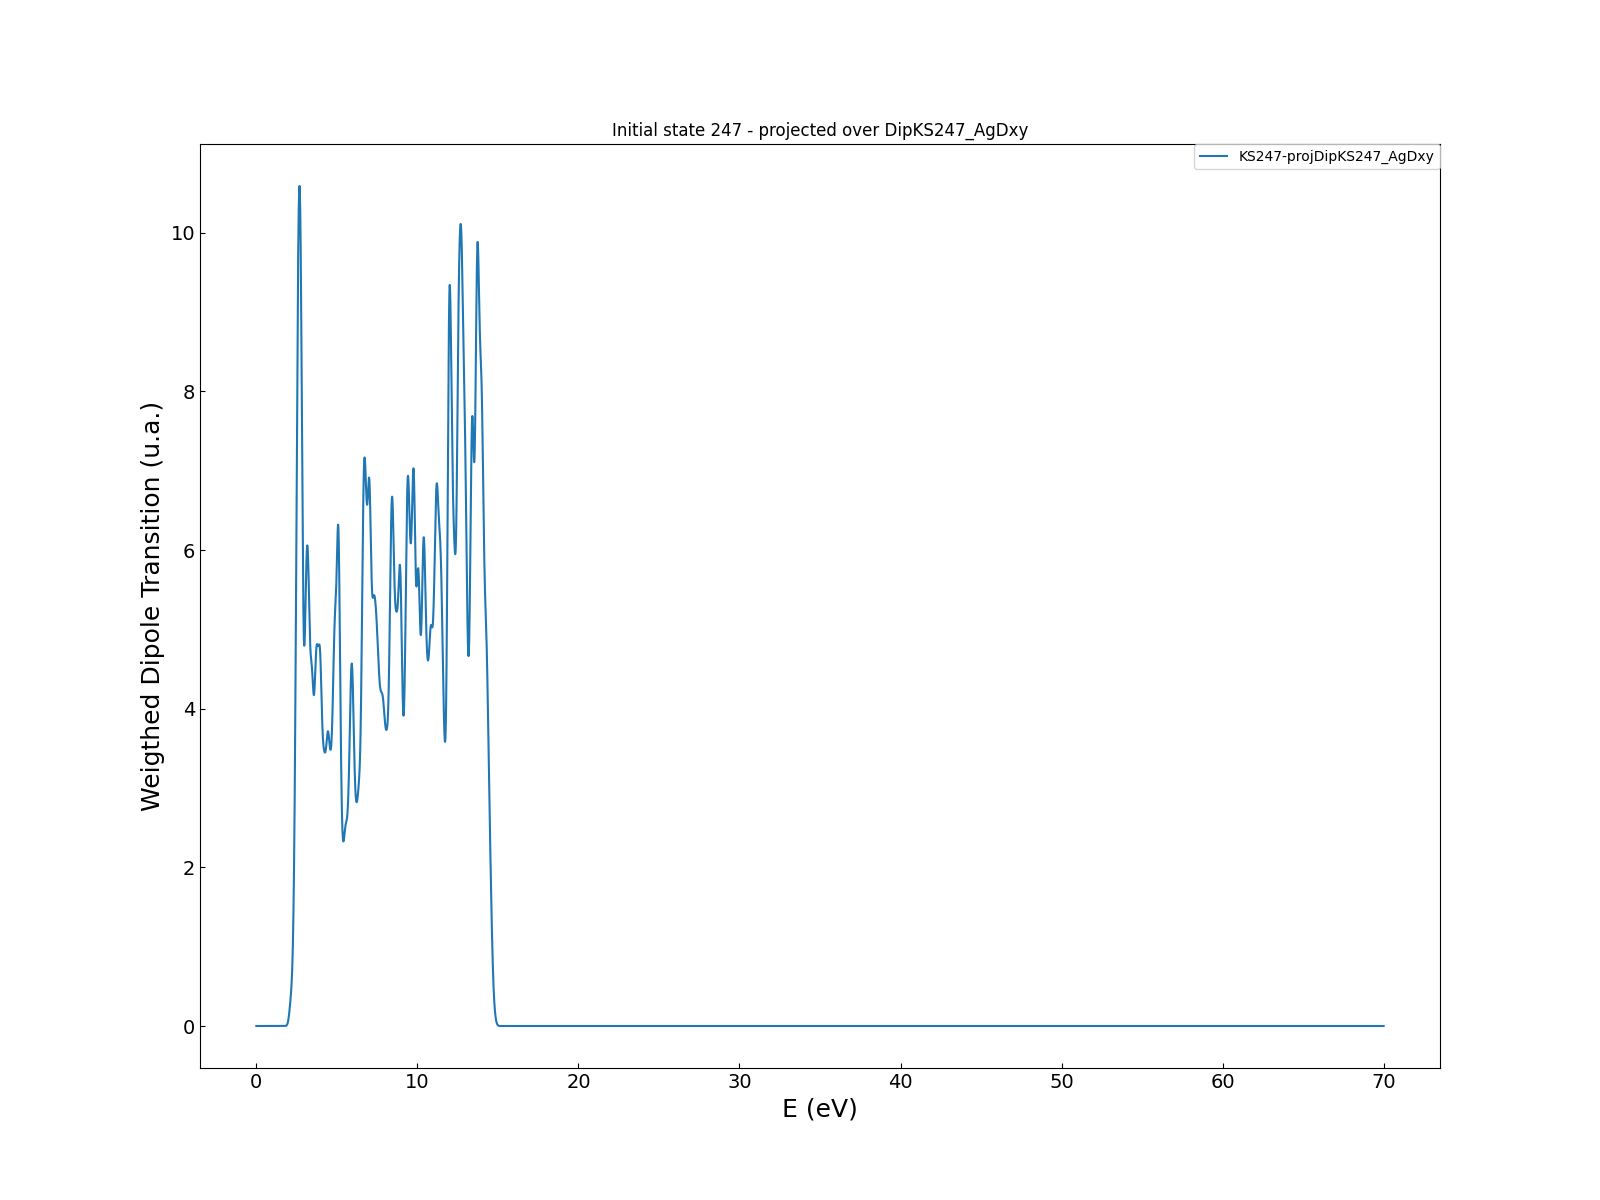 Initial state 247 - projected over DipKS247_AgDxy
KS247-projDipKS247_AgDxy
Weigthed Dipole Transition (u.a.)
10
8
6
4
2
0
0 10 20 30 40 50 60 70
E (eV)